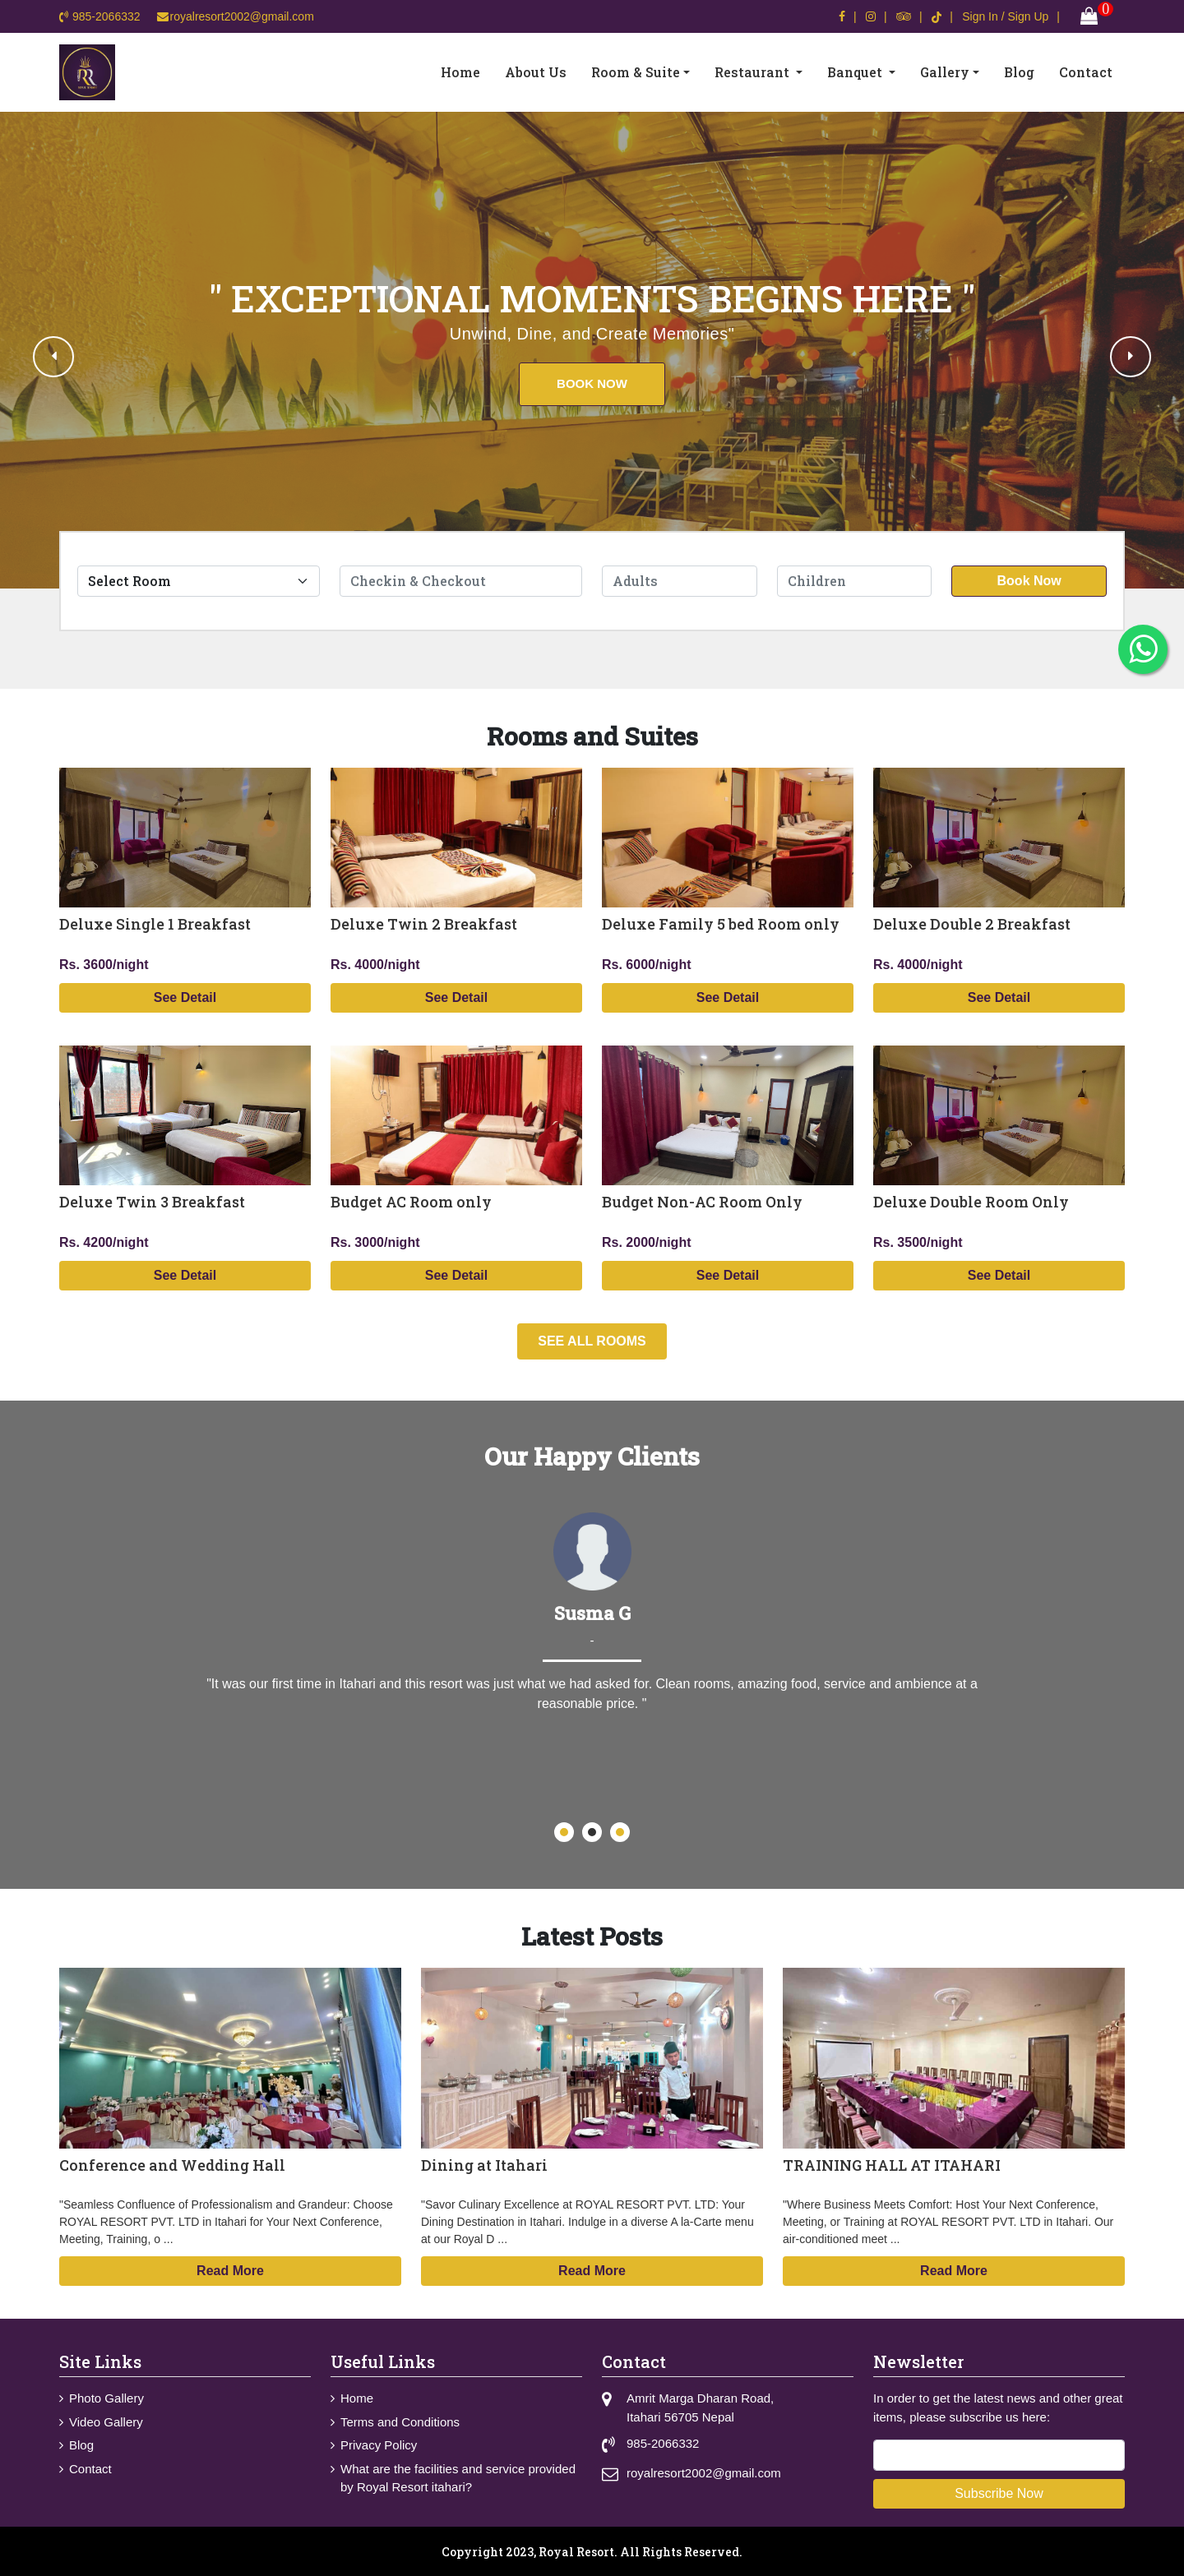 985-2066332 royalresort2002@gmail.com | | | | Sign In / Sign Up | 0
Home About Us Room & Suite Restaurant Banquet Gallery Blog Contact
" EXCEPTIONAL MOMENTS BEGINS HERE "
Unwind, Dine, and Create Memories"
BOOK NOW
Select Room Checkin & Checkout Adults Children Book Now
Rooms and Suites
Deluxe Single 1 Breakfast
Rs. 3600/night
See Detail
Deluxe Twin 2 Breakfast
Rs. 4000/night
See Detail
Deluxe Family 5 bed Room only
Rs. 6000/night
See Detail
Deluxe Double 2 Breakfast
Rs. 4000/night
See Detail
Deluxe Twin 3 Breakfast
Rs. 4200/night
See Detail
Budget AC Room only
Rs. 3000/night
See Detail
Budget Non-AC Room Only
Rs. 2000/night
See Detail
Deluxe Double Room Only
Rs. 3500/night
See Detail
SEE ALL ROOMS
Our Happy Clients
Susma G
-
"It was our first time in Itahari and this resort was just what we had asked for. Clean rooms, amazing food, service and ambience at a
reasonable price. "
Latest Posts
Conference and Wedding Hall
"Seamless Confluence of Professionalism and Grandeur: Choose
ROYAL RESORT PVT. LTD in Itahari for Your Next Conference,
Meeting, Training, o ...
Read More
Dining at Itahari
"Savor Culinary Excellence at ROYAL RESORT PVT. LTD: Your
Dining Destination in Itahari. Indulge in a diverse A la-Carte menu
at our Royal D ...
Read More
TRAINING HALL AT ITAHARI
"Where Business Meets Comfort: Host Your Next Conference,
Meeting, or Training at ROYAL RESORT PVT. LTD in Itahari. Our
air-conditioned meet ...
Read More
Site Links
Photo Gallery
Video Gallery
Blog
Contact
Useful Links
Home
Terms and Conditions
Privacy Policy
What are the facilities and service provided
by Royal Resort itahari?
Contact
Amrit Marga Dharan Road,
Itahari 56705 Nepal
985-2066332
royalresort2002@gmail.com
Newsletter
In order to get the latest news and other great
items, please subscribe us here:
Subscribe Now
Copyright 2023, Royal Resort. All Rights Reserved.